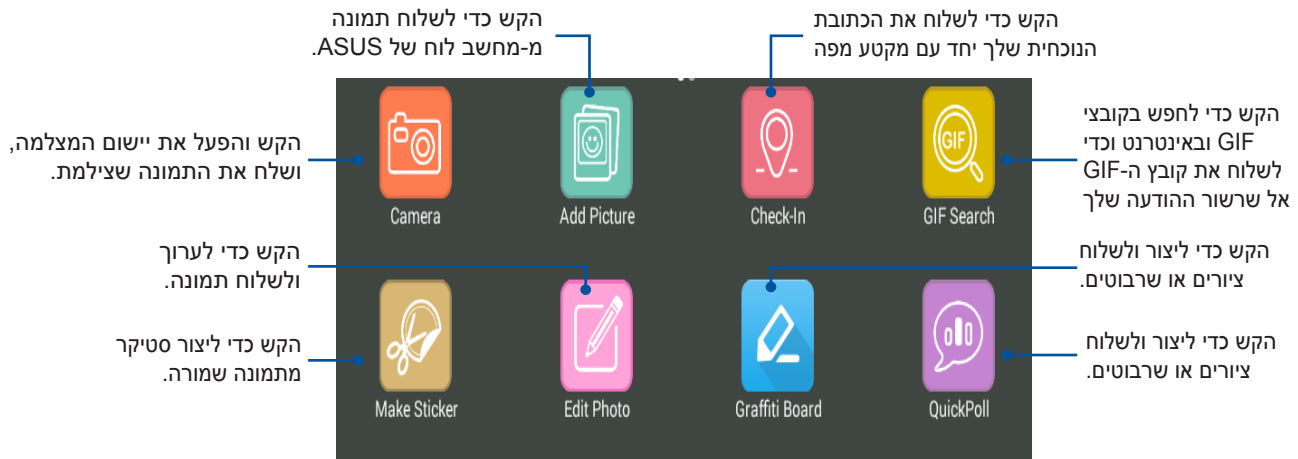 הקש כדי לשלוח תמונה
מ-מחשב לוח של ASUS.
הקש כדי לשלוח את הכתובת
הנוכחית שלך יחד עם מקטע מפה
הקש והפעל את יישום המצלמה,
ושלח את התמונה שצילמת.
הקש כדי לחפש בקובצי
GIF ובאינטרנט וכדי
לשלוח את קובץ ה-GIF
אל שרשור ההודעה שלך
GIF
Camera
Add Picture
Check-In
GIF Search
הקש כדי לערוך
ולשלוח תמונה.
הקש כדי ליצור ולשלוח
ציורים או שרבוטים.
הקש כדי ליצור סטיקר
מתמונה שמורה.
הקש כדי ליצור ולשלוח
ציורים או שרבוטים.
Make Sticker
Edit Photo
Graffiti Board
QuickPoll